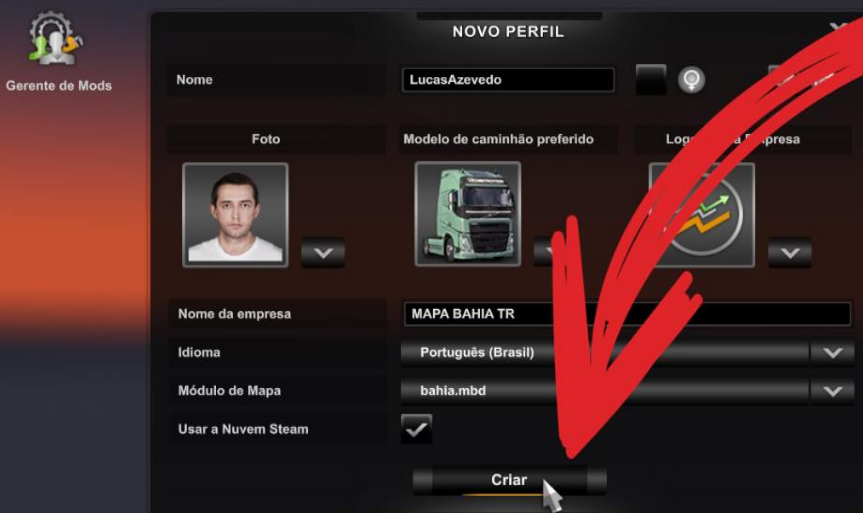 NOVO PERFIL
Gerente de Mods
Nome
LucasAzevedo
Foto
Modelo de caminhão preferido
Nome da empresa
MAPA BAHIA TR
Idioma
Português (Brasil)
Módulo de Mapa
bahia.mbd
Usar a Nuvem Steam
Criar